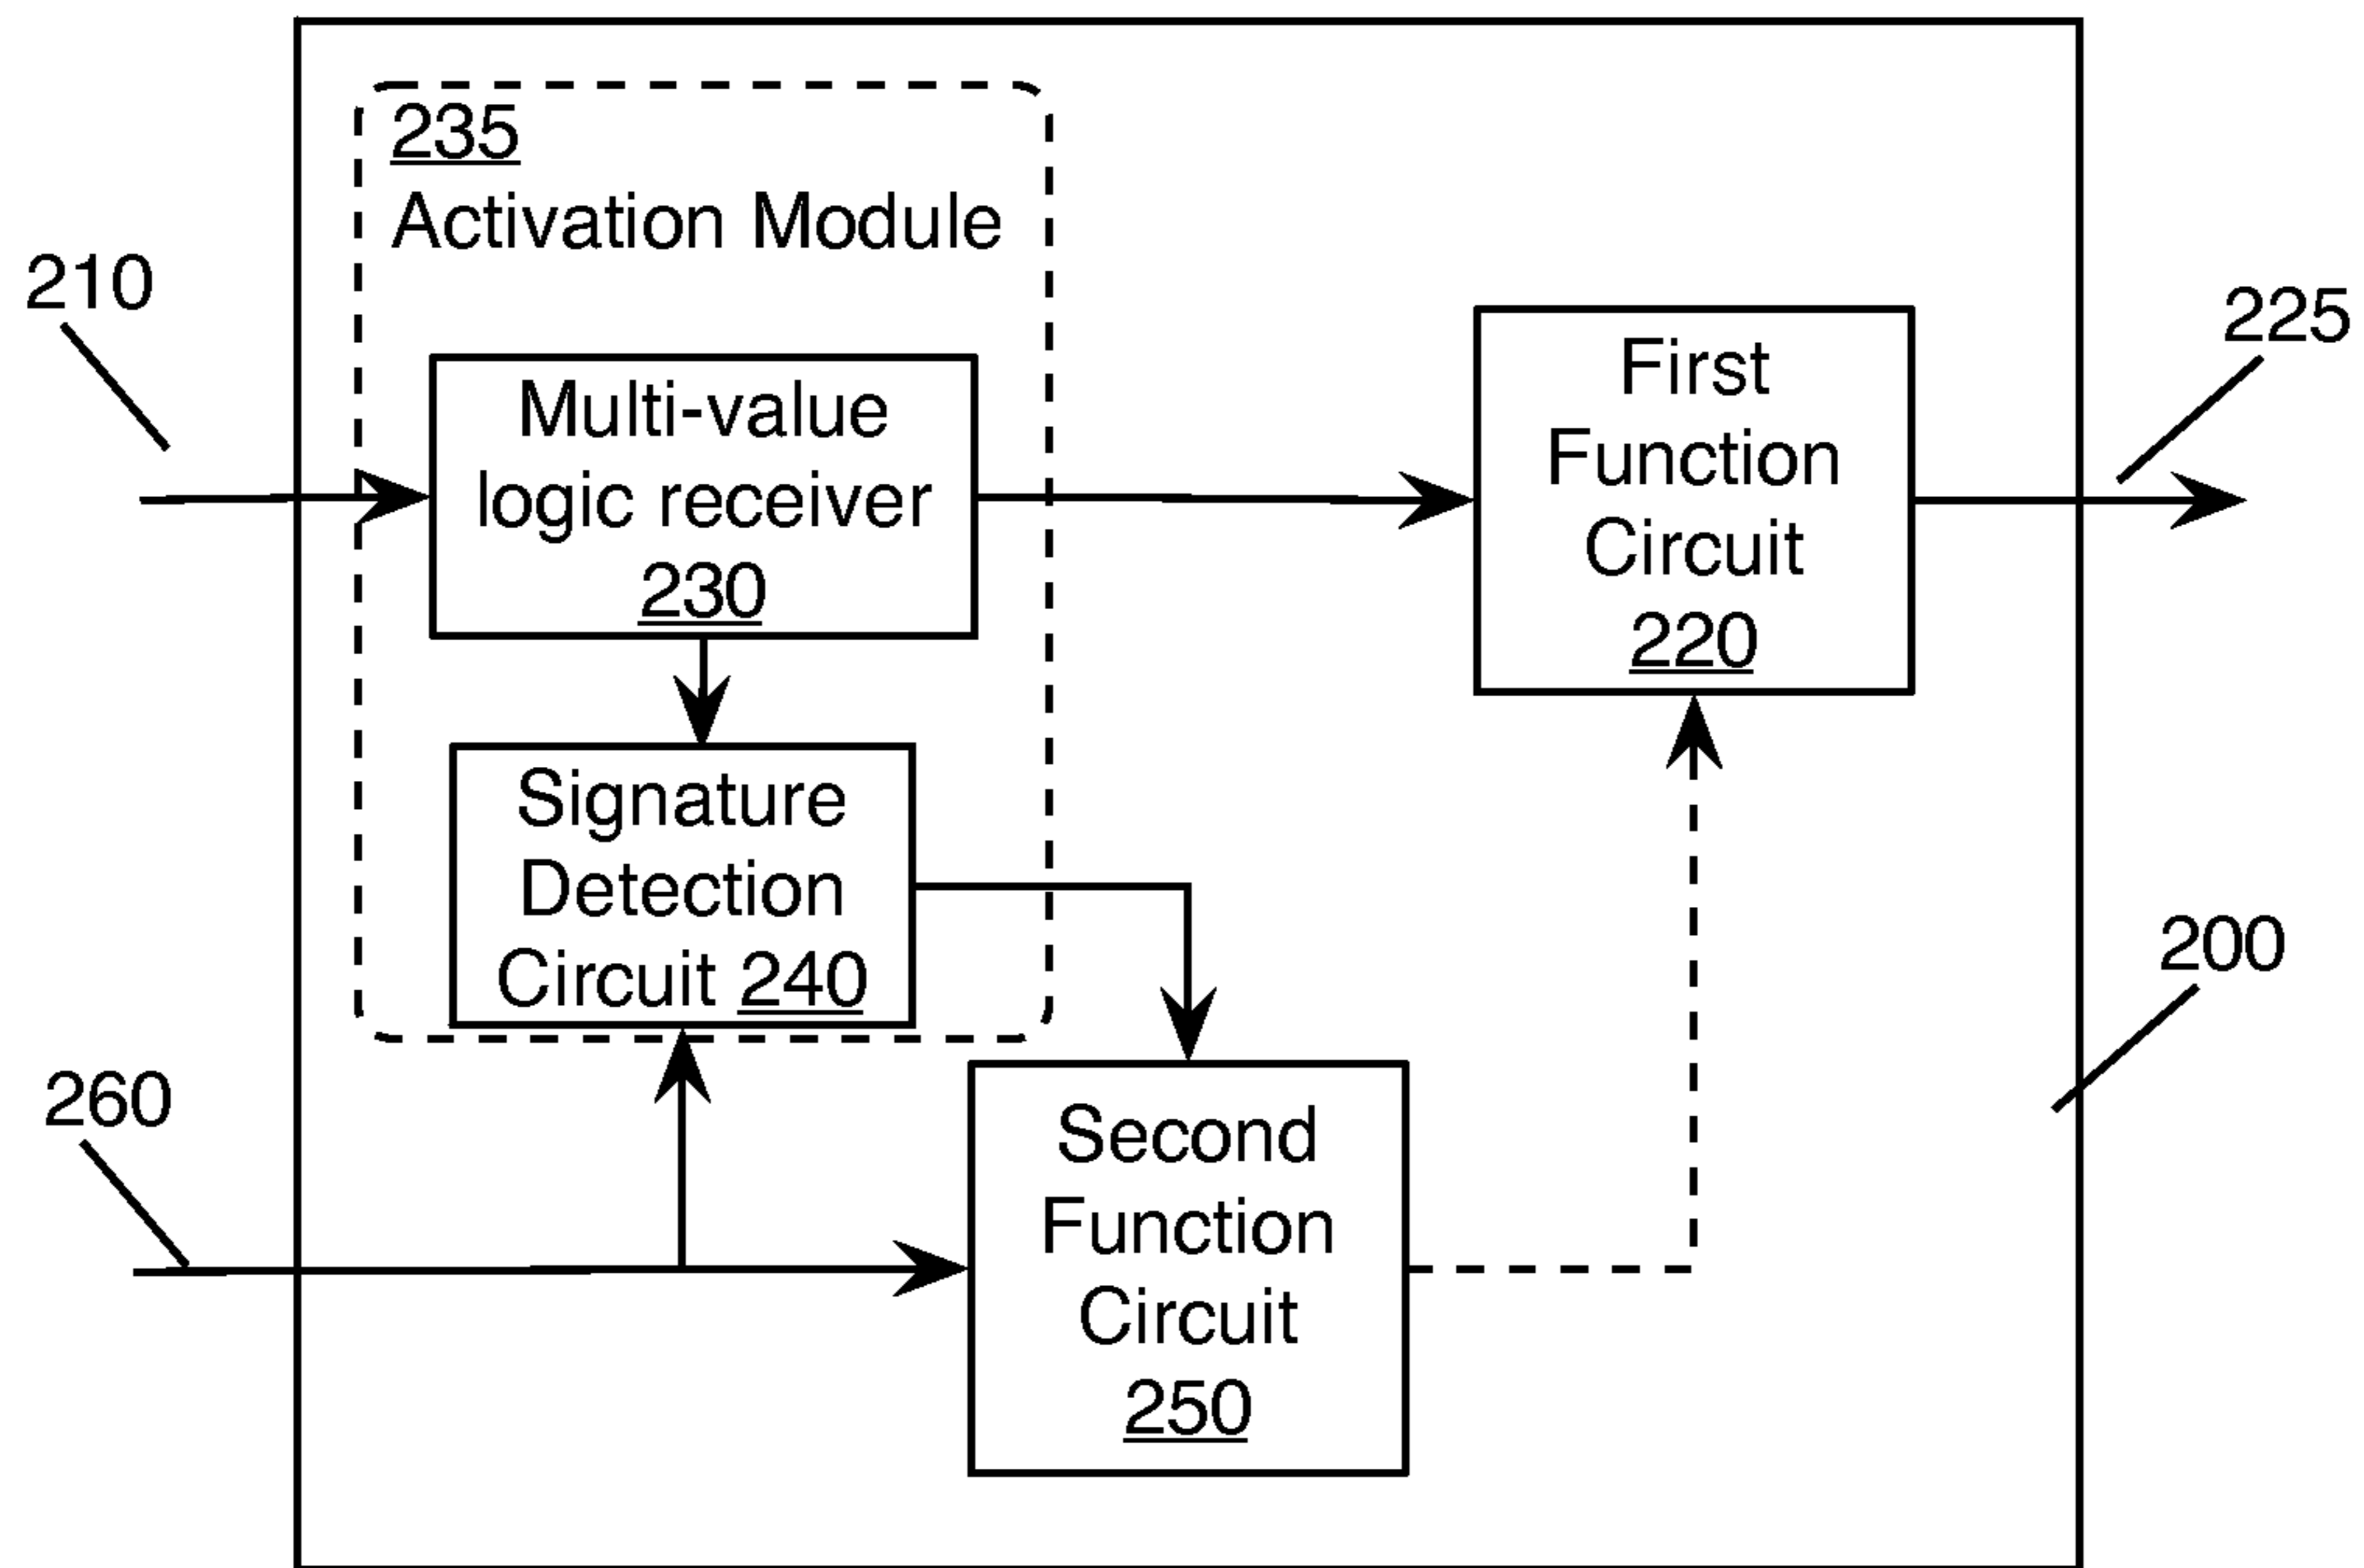 235
Activation Module
210
225
Multi-value
logic receiver
230
First
Function
Circuit
220
Signature
Detection
Circuit 240
200
260
Second
Function
Circuit
250